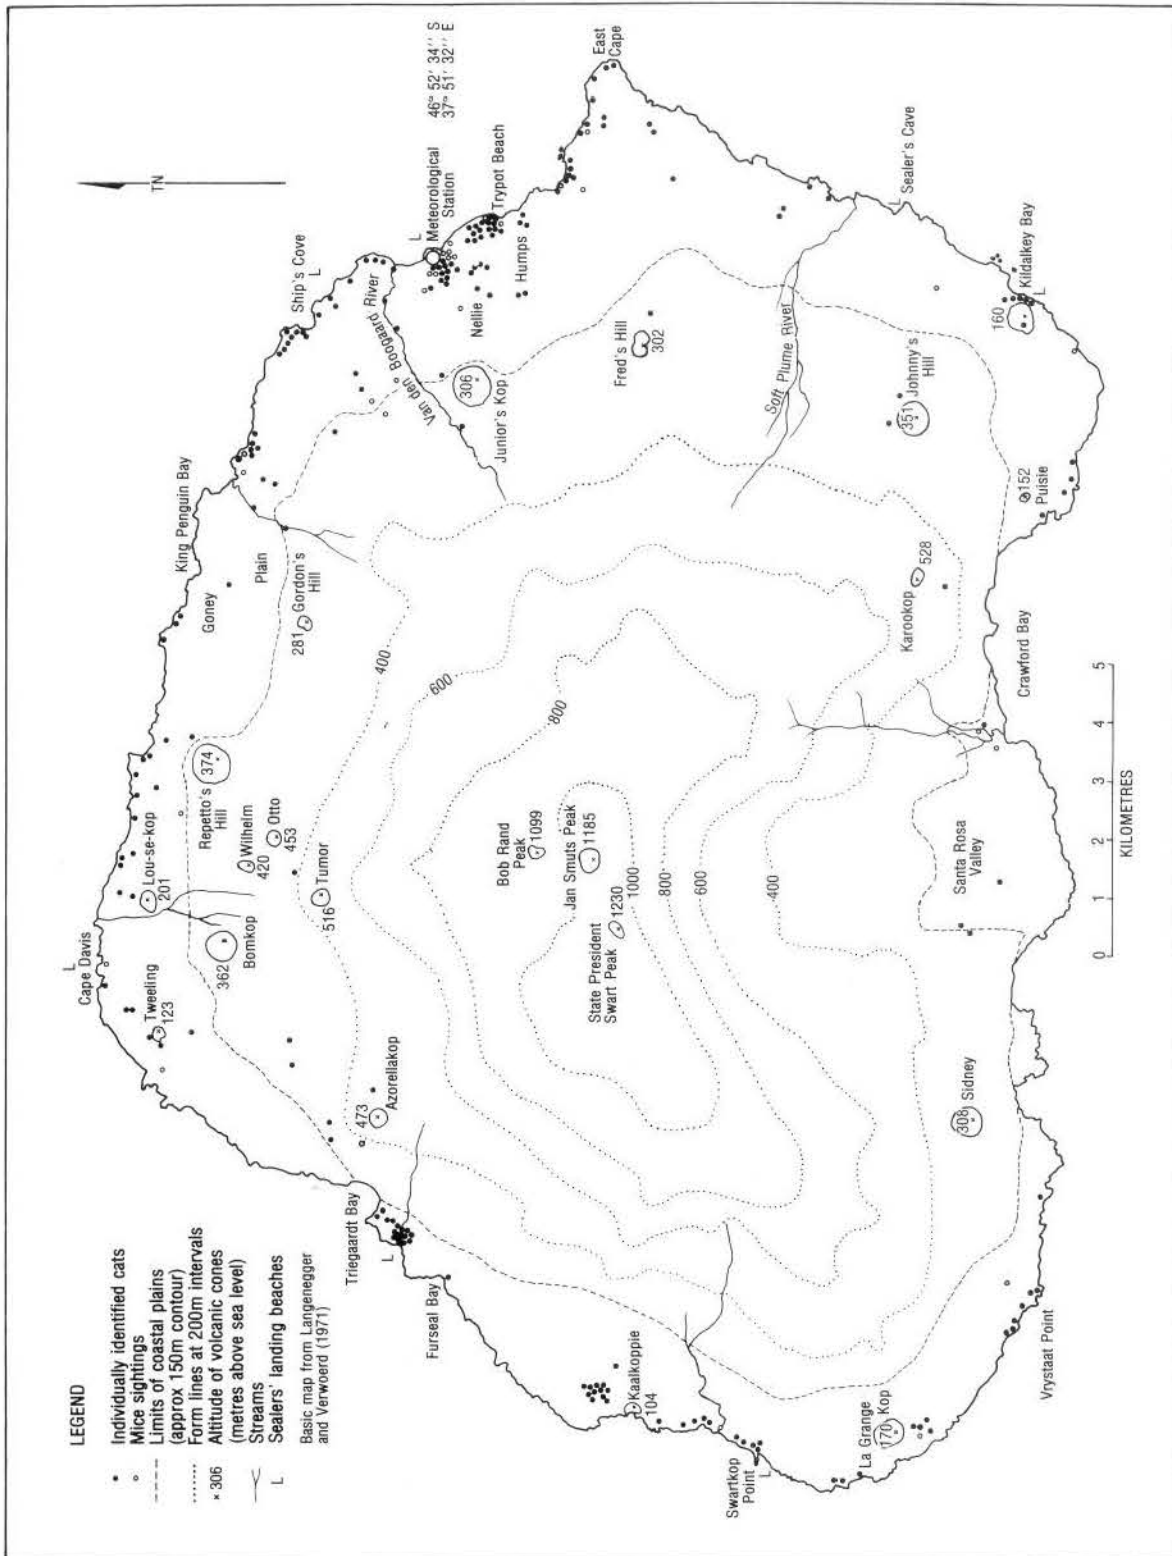 LEGEND
Individually identified cats
Mice sightings
Limits of coastal plains
(approx 150m contour)
Form lines at 200m intervals
× 306 Altitude of volcanic cones
(metres above sea level)
Streams
L Sealers' landing beaches
Basic map from Langenegger
and Verwoerd (1971)
TN
46° 52' 34'' S
37° 51' 32'' E
Cape Davis
L
Tweeling
123
Lou-se-kop
201
362
Bomkop
Repetto's
Hill
374
Wilhelm
420
Otto
453
516
Tumor
473
Azorellakop
King Penguin Bay
Goney
Plain
281
Gordon's
Hill
Ship's Cove
L
Van den Boogaard River
306
Junior's Kop
L
Meteorological
Station
Trypot Beach
Nellie
Humps
East
Cape
Fred's Hill
302
Soft Plume River
Sealer's Cave
L
Kildalkey Bay
L
160
351
Johnny's
Hill
152
Puisie
Karookop
528
Crawford Bay
Santa Rosa
Valley
308
Sidney
Vrystaat Point
La Grange
Kop
170
Swartkop
Point
L
Kaalkoppie
104
Furseal Bay
Triegaardt Bay
L
400
600
800
Bob Rand
Peak
1099
Jan Smuts Peak
1185
State President
Swart Peak
1230
1000
800
600
400
0 1 2 3 4 5
KILOMETRES